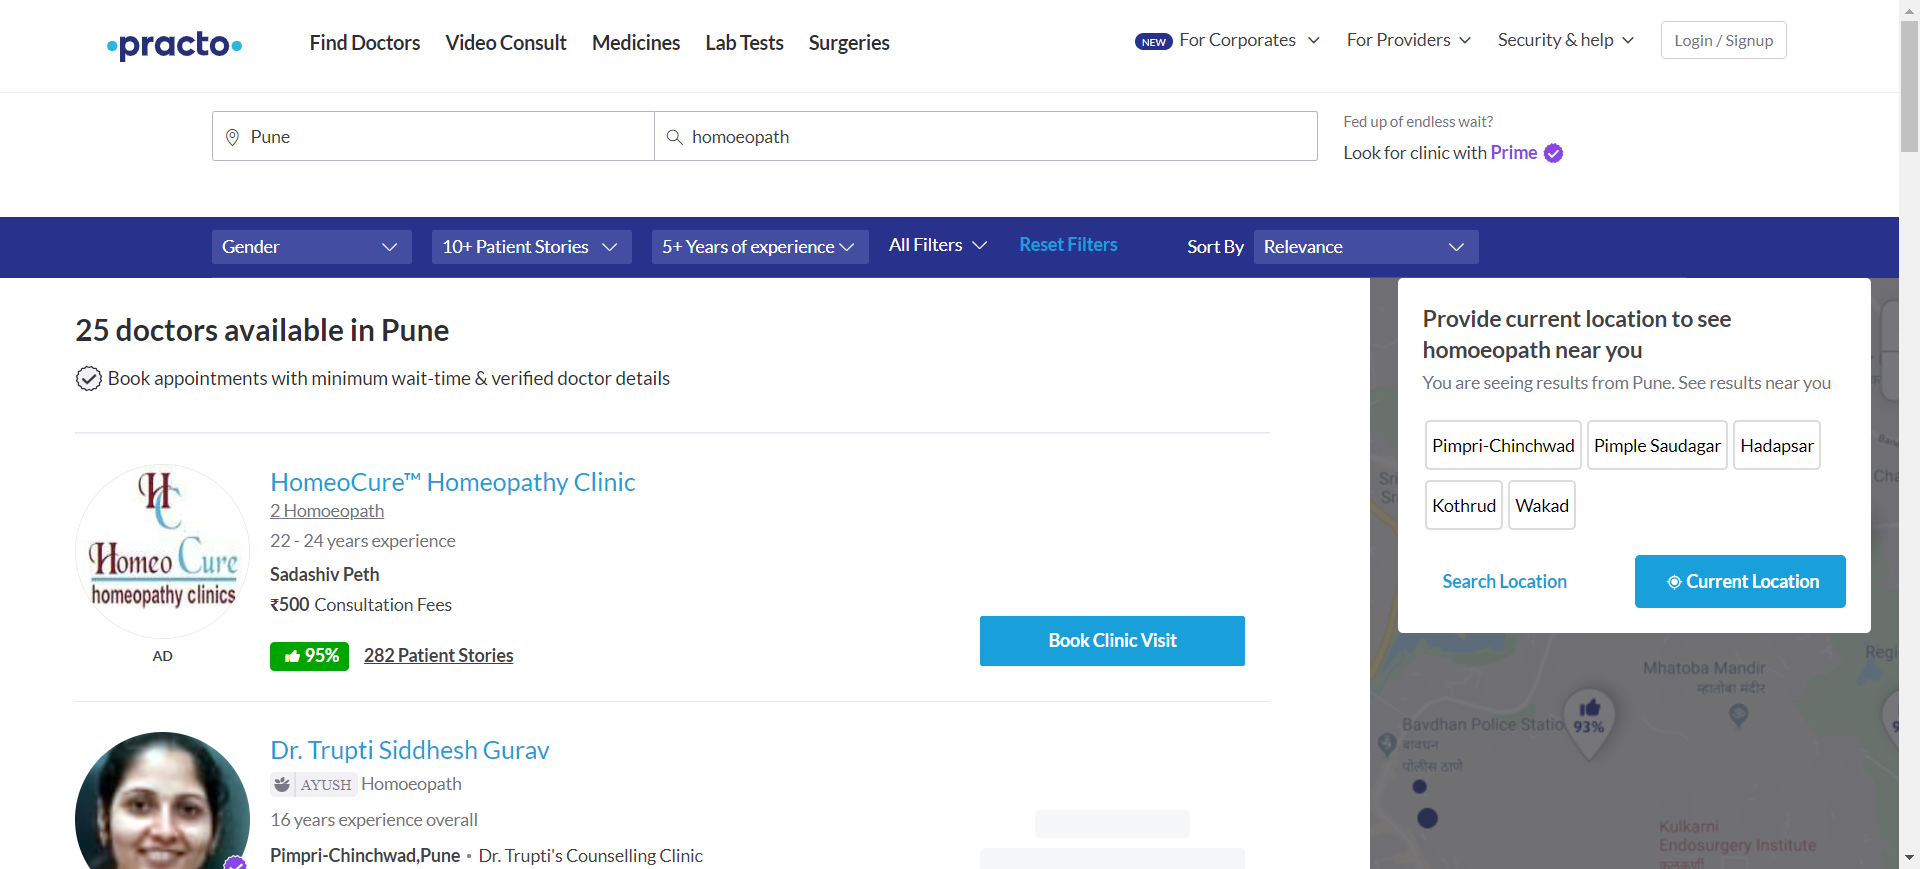 practo
Find Doctors
Video Consult
Medicines
Lab Tests
Surgeries
NEW For Corporates
For Providers
Security & help
Login / Signup
Pune
homoeopath
Fed up of endless wait?
Look for clinic with Prime
Gender
10+ Patient Stories
5+ Years of experience
All Filters
Reset Filters
Sort By
Relevance
25 doctors available in Pune
Book appointments with minimum wait-time & verified doctor details
HC
Homeo Cure
homeopathy clinics
AD
HomeoCure™ Homeopathy Clinic
2 Homoeopath
22 - 24 years experience
Sadashiv Peth
₹500 Consultation Fees
95%
282 Patient Stories
Book Clinic Visit
Dr. Trupti Siddhesh Gurav
AYUSH Homoeopath
16 years experience overall
Pimpri-Chinchwad,Pune • Dr. Trupti's Counselling Clinic
Provide current location to see
homoeopath near you
You are seeing results from Pune. See results near you
Pimpri-Chinchwad
Pimple Saudagar
Hadapsar
Kothrud
Wakad
Search Location
Current Location
Mhatoba Mandir
म्हातोबा मंदीर
Bavdhan Police Statio
बावधन
पोलीस ठाणे
93%
Kulkarni
Endosurgery Institute